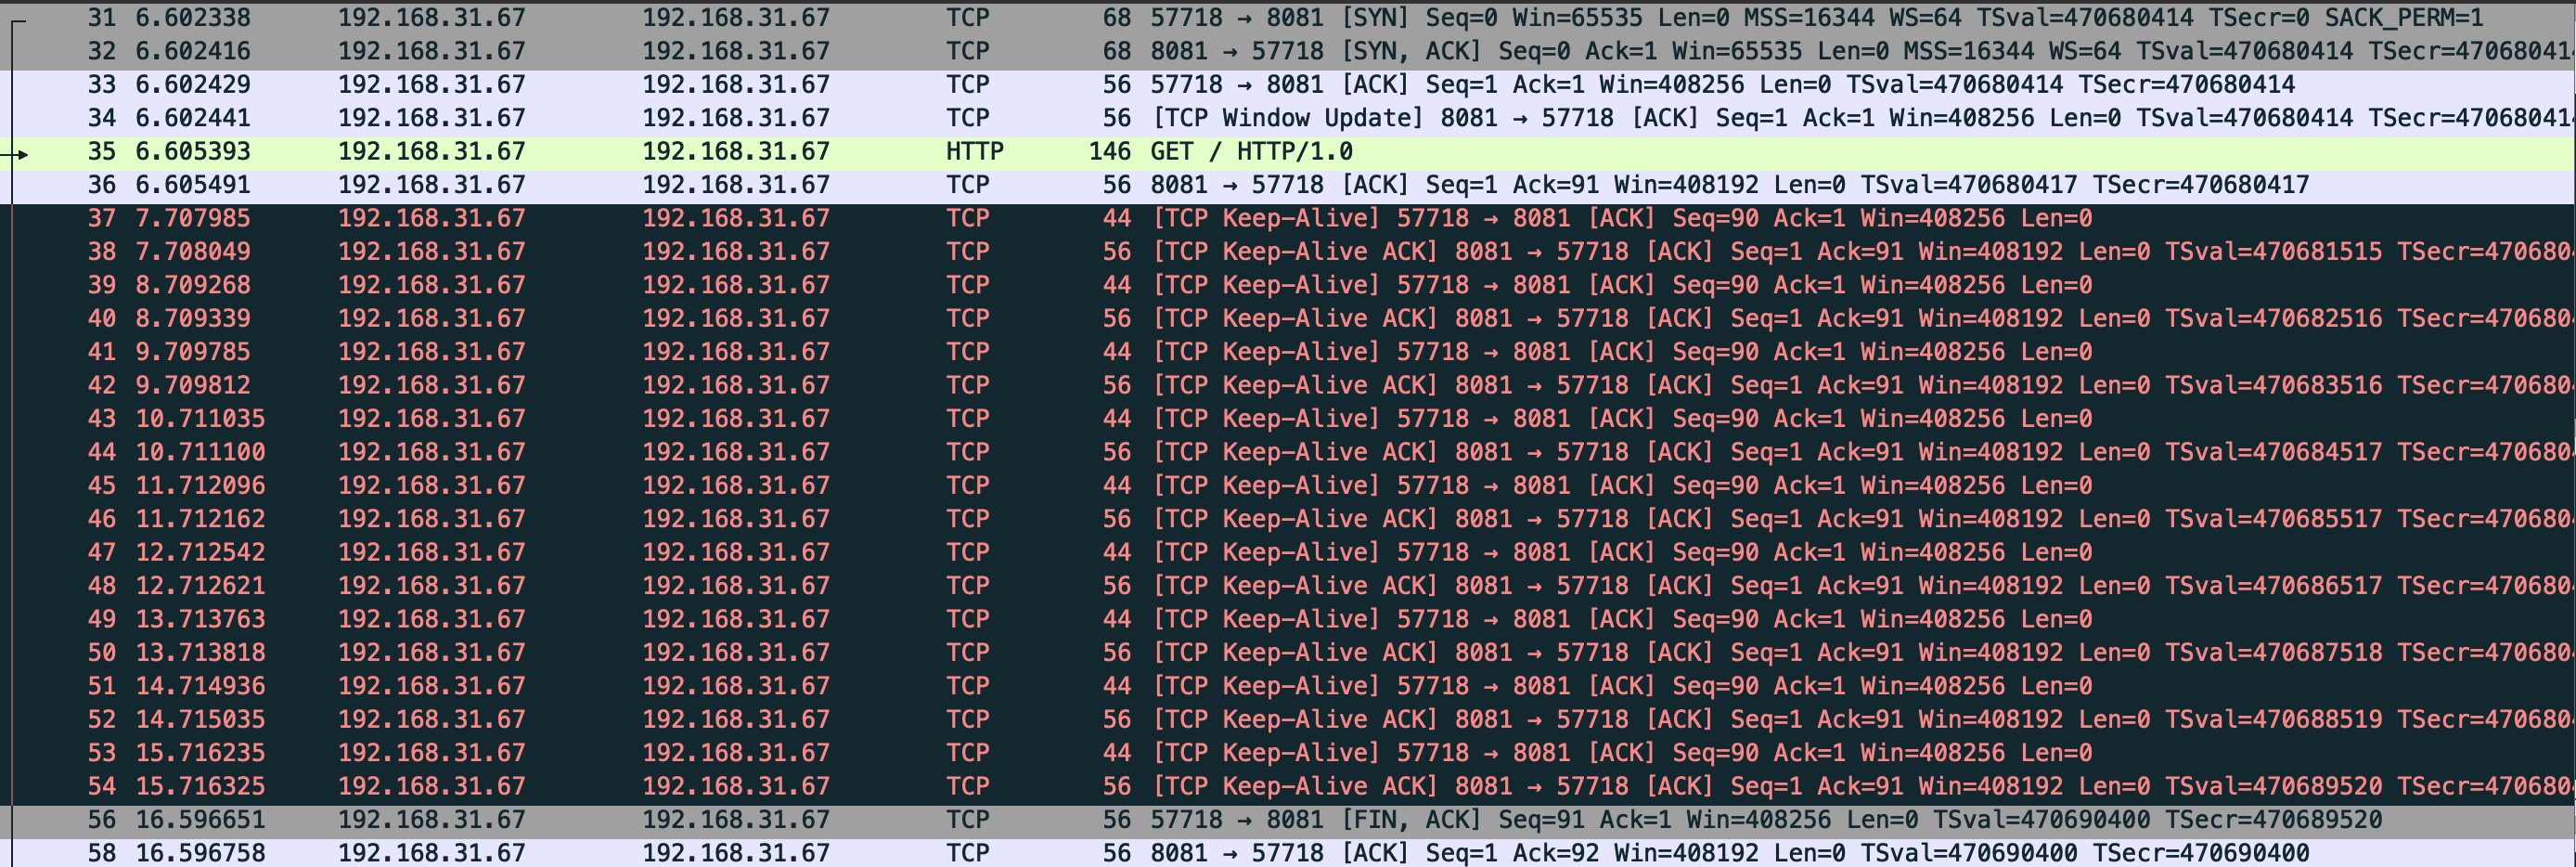 31 6.602338 192.168.31.67 192.168.31.67 TCP 68 57718 → 8081 [SYN] Seq=0 Win=65535 Len=0 MSS=16344 WS=64 TSval=470680414 TSecr=0 SACK_PERM=1
32 6.602416 192.168.31.67 192.168.31.67 TCP 68 8081 → 57718 [SYN, ACK] Seq=0 Ack=1 Win=65535 Len=0 MSS=16344 WS=64 TSval=470680414 TSecr=470680414
33 6.602429 192.168.31.67 192.168.31.67 TCP 56 57718 → 8081 [ACK] Seq=1 Ack=1 Win=408256 Len=0 TSval=470680414 TSecr=470680414
34 6.602441 192.168.31.67 192.168.31.67 TCP 56 [TCP Window Update] 8081 → 57718 [ACK] Seq=1 Ack=1 Win=408256 Len=0 TSval=470680414 TSecr=470680414
35 6.605393 192.168.31.67 192.168.31.67 HTTP 146 GET / HTTP/1.0
36 6.605491 192.168.31.67 192.168.31.67 TCP 56 8081 → 57718 [ACK] Seq=1 Ack=91 Win=408192 Len=0 TSval=470680417 TSecr=470680417
37 7.707985 192.168.31.67 192.168.31.67 TCP 44 [TCP Keep-Alive] 57718 → 8081 [ACK] Seq=90 Ack=1 Win=408256 Len=0
38 7.708049 192.168.31.67 192.168.31.67 TCP 56 [TCP Keep-Alive ACK] 8081 → 57718 [ACK] Seq=1 Ack=91 Win=408192 Len=0 TSval=470681515 TSecr=470680
39 8.709268 192.168.31.67 192.168.31.67 TCP 44 [TCP Keep-Alive] 57718 → 8081 [ACK] Seq=90 Ack=1 Win=408256 Len=0
40 8.709339 192.168.31.67 192.168.31.67 TCP 56 [TCP Keep-Alive ACK] 8081 → 57718 [ACK] Seq=1 Ack=91 Win=408192 Len=0 TSval=470682516 TSecr=470680
41 9.709785 192.168.31.67 192.168.31.67 TCP 44 [TCP Keep-Alive] 57718 → 8081 [ACK] Seq=90 Ack=1 Win=408256 Len=0
42 9.709812 192.168.31.67 192.168.31.67 TCP 56 [TCP Keep-Alive ACK] 8081 → 57718 [ACK] Seq=1 Ack=91 Win=408192 Len=0 TSval=470683516 TSecr=470680
43 10.711035 192.168.31.67 192.168.31.67 TCP 44 [TCP Keep-Alive] 57718 → 8081 [ACK] Seq=90 Ack=1 Win=408256 Len=0
44 10.711100 192.168.31.67 192.168.31.67 TCP 56 [TCP Keep-Alive ACK] 8081 → 57718 [ACK] Seq=1 Ack=91 Win=408192 Len=0 TSval=470684517 TSecr=470680
45 11.712096 192.168.31.67 192.168.31.67 TCP 44 [TCP Keep-Alive] 57718 → 8081 [ACK] Seq=90 Ack=1 Win=408256 Len=0
46 11.712162 192.168.31.67 192.168.31.67 TCP 56 [TCP Keep-Alive ACK] 8081 → 57718 [ACK] Seq=1 Ack=91 Win=408192 Len=0 TSval=470685517 TSecr=470680
47 12.712542 192.168.31.67 192.168.31.67 TCP 44 [TCP Keep-Alive] 57718 → 8081 [ACK] Seq=90 Ack=1 Win=408256 Len=0
48 12.712621 192.168.31.67 192.168.31.67 TCP 56 [TCP Keep-Alive ACK] 8081 → 57718 [ACK] Seq=1 Ack=91 Win=408192 Len=0 TSval=470686517 TSecr=470680
49 13.713763 192.168.31.67 192.168.31.67 TCP 44 [TCP Keep-Alive] 57718 → 8081 [ACK] Seq=90 Ack=1 Win=408256 Len=0
50 13.713818 192.168.31.67 192.168.31.67 TCP 56 [TCP Keep-Alive ACK] 8081 → 57718 [ACK] Seq=1 Ack=91 Win=408192 Len=0 TSval=470687518 TSecr=470680
51 14.714936 192.168.31.67 192.168.31.67 TCP 44 [TCP Keep-Alive] 57718 → 8081 [ACK] Seq=90 Ack=1 Win=408256 Len=0
52 14.715035 192.168.31.67 192.168.31.67 TCP 56 [TCP Keep-Alive ACK] 8081 → 57718 [ACK] Seq=1 Ack=91 Win=408192 Len=0 TSval=470688519 TSecr=470680
53 15.716235 192.168.31.67 192.168.31.67 TCP 44 [TCP Keep-Alive] 57718 → 8081 [ACK] Seq=90 Ack=1 Win=408256 Len=0
54 15.716325 192.168.31.67 192.168.31.67 TCP 56 [TCP Keep-Alive ACK] 8081 → 57718 [ACK] Seq=1 Ack=91 Win=408192 Len=0 TSval=470689520 TSecr=470680
56 16.596651 192.168.31.67 192.168.31.67 TCP 56 57718 → 8081 [FIN, ACK] Seq=91 Ack=1 Win=408256 Len=0 TSval=470690400 TSecr=470689520
58 16.596758 192.168.31.67 192.168.31.67 TCP 56 8081 → 57718 [ACK] Seq=1 Ack=92 Win=408192 Len=0 TSval=470690400 TSecr=470690400